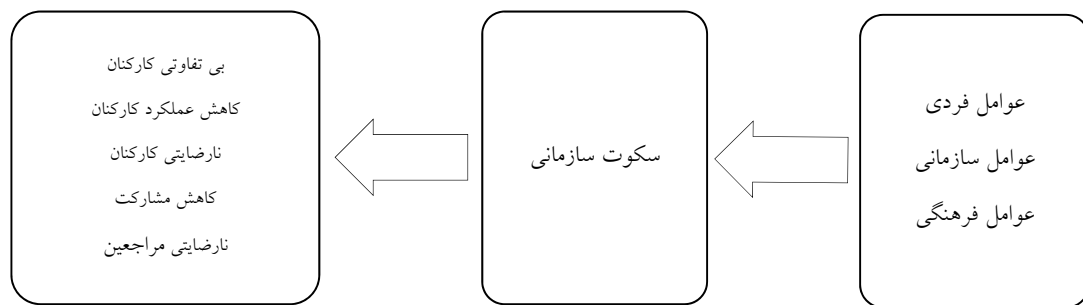 عوامل فردی
عوامل سازمانی
عوامل فرهنگی
سکوت سازمانی
بی تفاوتی کارکنان
کاهش عملکرد کارکنان
نارضایتی کارکنان
کاهش مشارکت
نارضایتی مراجعین